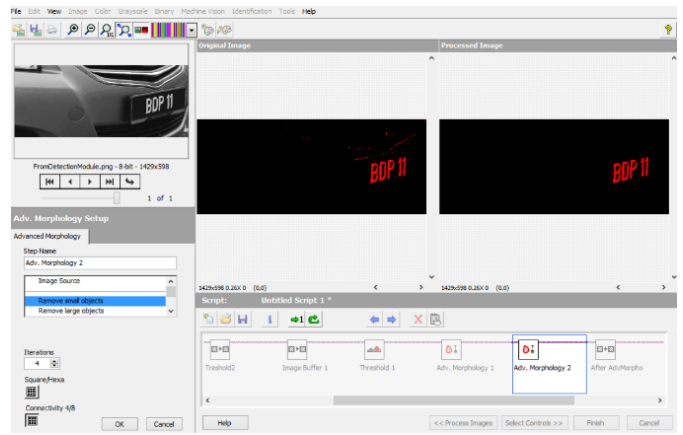 File Edit View Image Color Grayscale Binary Machine Vision Identification Tools Help
Original Image
Processed Image
BDP 11
FromDetectionModule.png - 8-bit - 1429x598
1 of 1
BDP 11
BDP 11
Adv. Morphology Setup
Advanced Morphology
Step Name
Adv. Morphology 2
Image Source
Remove small objects
Remove large objects
Iterations
4
Square/Hexa
Connectivity 4/8
OK Cancel
1429x598 0.26X 0 (0,0)
1429x598 0.26X 0 (0,0)
Script: Untitled Script 1 *
Treshold2 Image Buffer 1 Threshold 1 Adv. Morphology 1 Adv. Morphology 2 After AdvMorpho
Help << Process Images Select Controls >> Finish Cancel